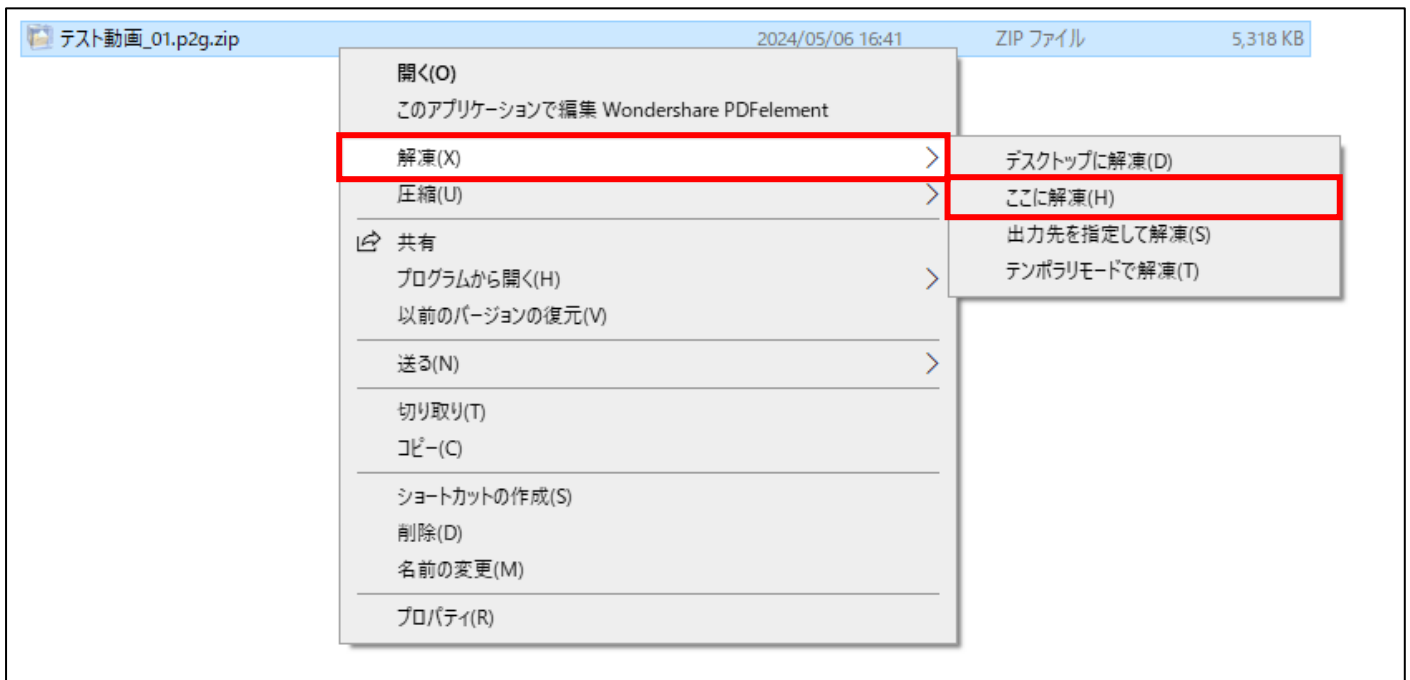 テスト動画_01.p2g.zip 2024/05/06 16:41 ZIP ファイル 5,318 KB
開く(O)
このアプリケーションで編集 Wondershare PDFelement
解凍(X)
圧縮(U)
共有
プログラムから開く(H)
以前のバージョンの復元(V)
送る(N)
切り取り(T)
コピー(C)
ショートカットの作成(S)
削除(D)
名前の変更(M)
プロパティ(R)
デスクトップに解凍(D)
ここに解凍(H)
出力先を指定して解凍(S)
テンポラリモードで解凍(T)